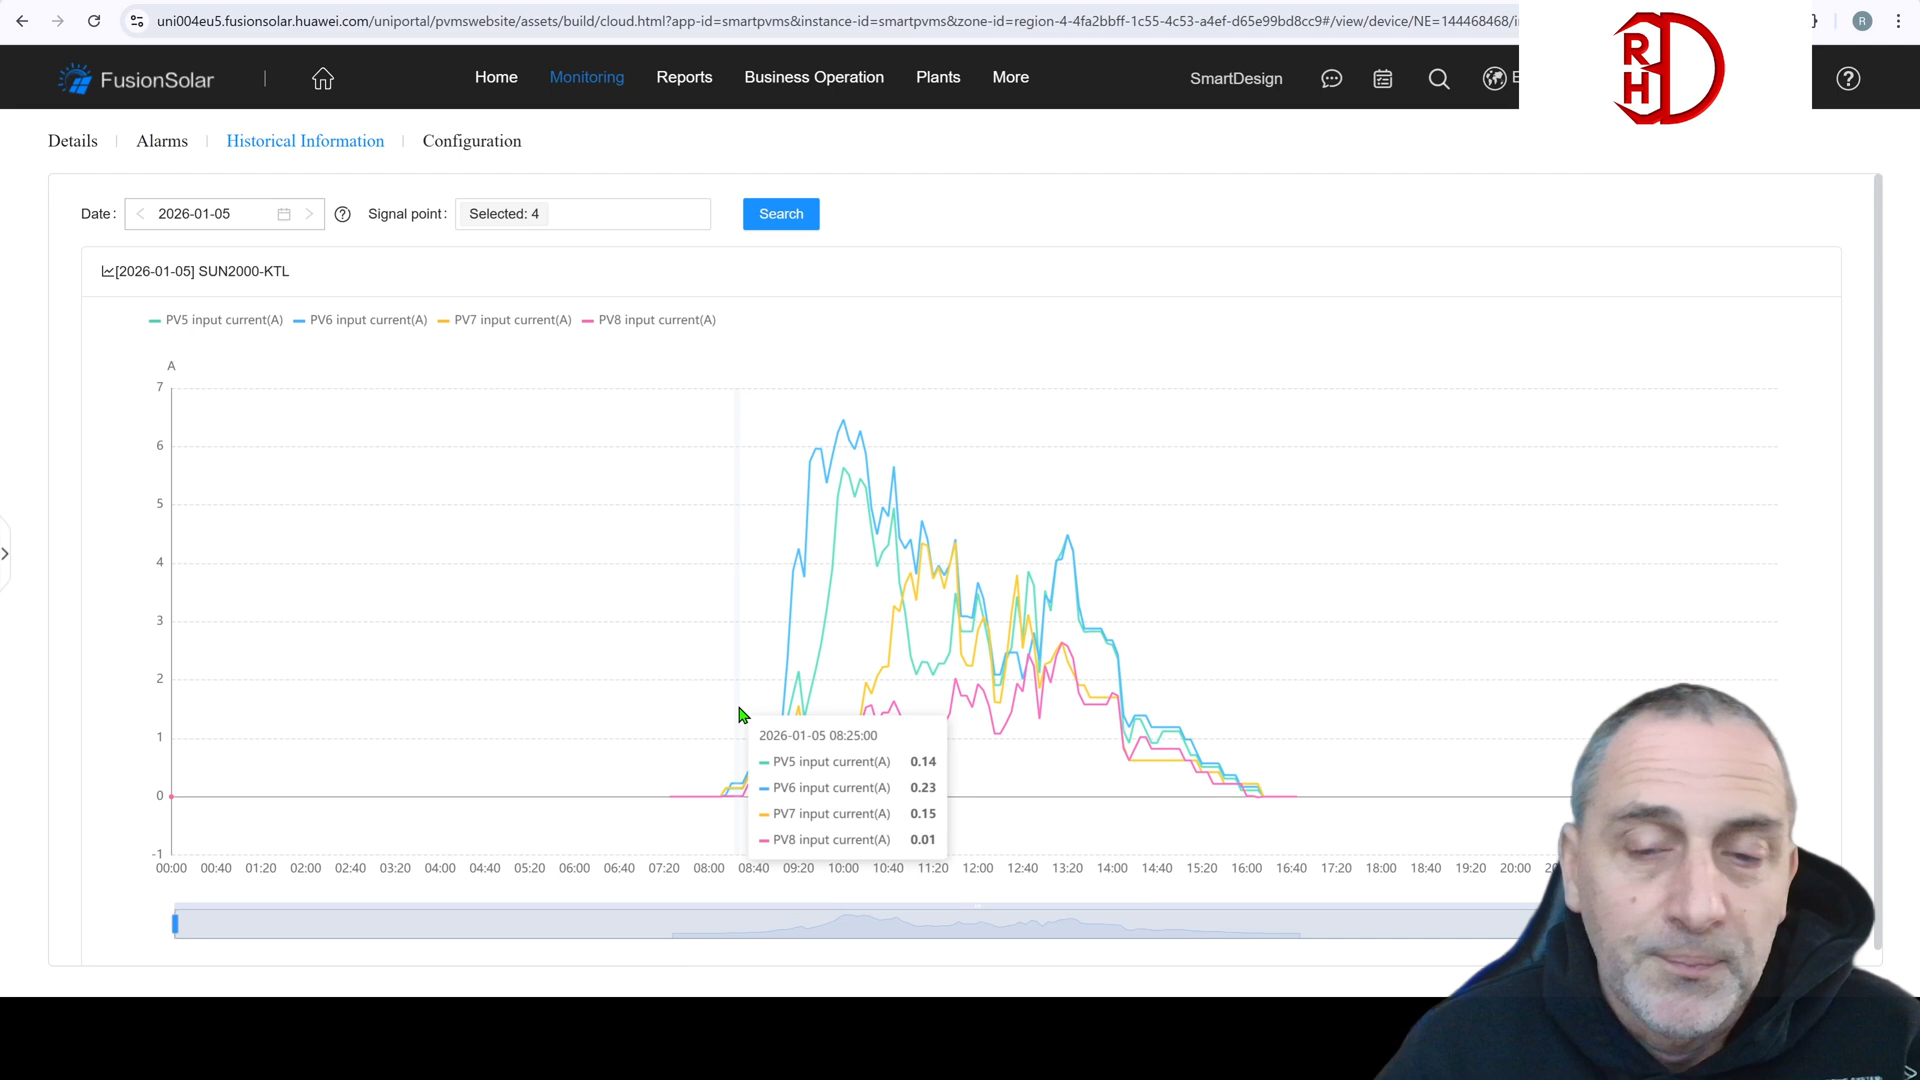 uni004eu5.fusionsolar.huawei.com/uniportal/pvmswebsite/assets/build/cloud.html?app-id=smartpvms&instance-id=smartpvms&zone-id=region-4-4fa2bbff-1c55-4c53-a4ef-d65e99bd8cc9#/view/device/NE=144468468/i
R
FusionSolar
Home Monitoring Reports Business Operation Plants More SmartDesign E
RHD
Details Alarms Historical Information Configuration
Date: 2026-01-05 Signal point: Selected: 4 Search
[2026-01-05] SUN2000-KTL
PV5 input current(A) PV6 input current(A) PV7 input current(A) PV8 input current(A)
A
7
6
5
4
3
2
1
0
-1
2026-01-05 08:25:00
PV5 input current(A) 0.14
PV6 input current(A) 0.23
PV7 input current(A) 0.15
PV8 input current(A) 0.01
00:00 00:40 01:20 02:00 02:40 03:20 04:00 04:40 05:20 06:00 06:40 07:20 08:00 08:40 09:20 10:00 10:40 11:20 12:00 12:40 13:20 14:00 14:40 15:20 16:00 16:40 17:20 18:00 18:40 19:20 20:00 2